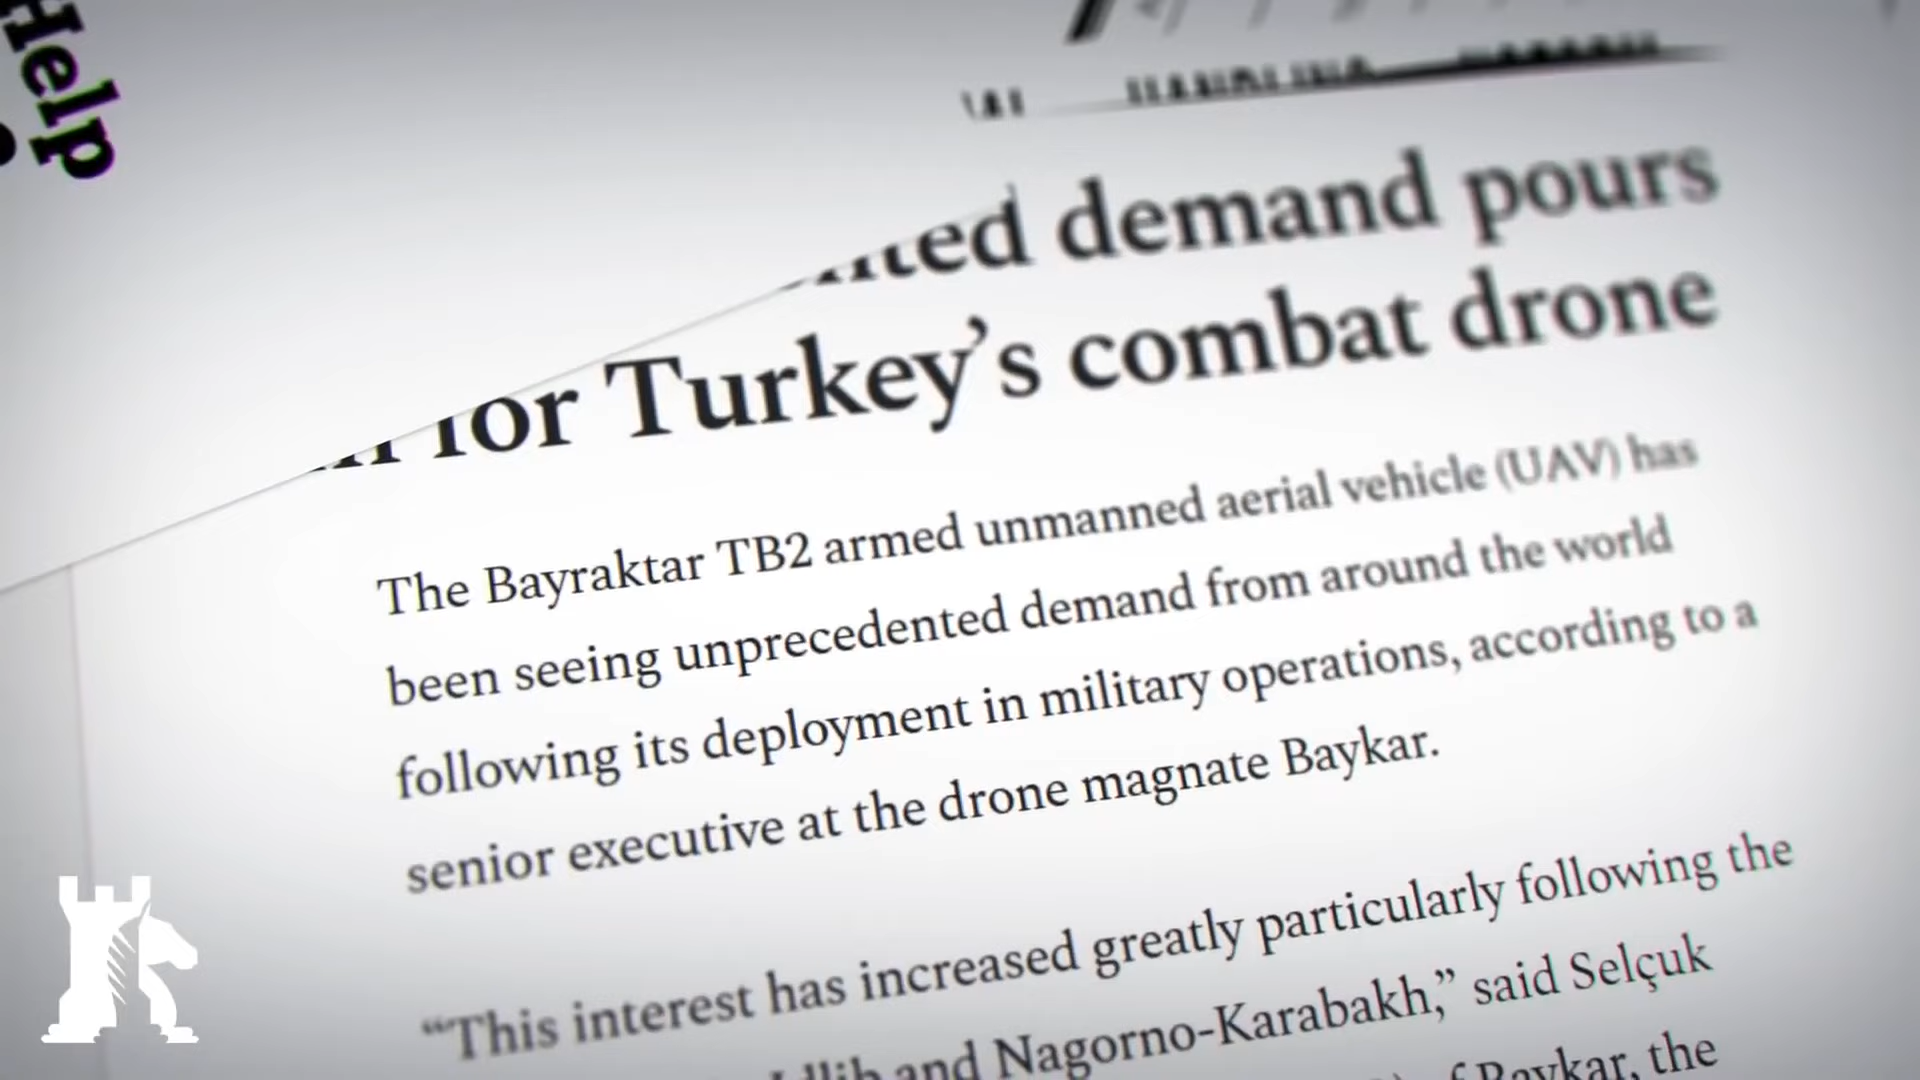 Help
demand pours
for Turkey’s combat drone
The Bayraktar TB2 armed unmanned aerial vehicle (UAV) has
been seeing unprecedented demand from around the world
following its deployment in military operations, according to a
senior executive at the drone magnate Baykar.
“This interest has increased greatly particularly following the
and Nagorno-Karabakh,” said Selçuk
of Baykar, the